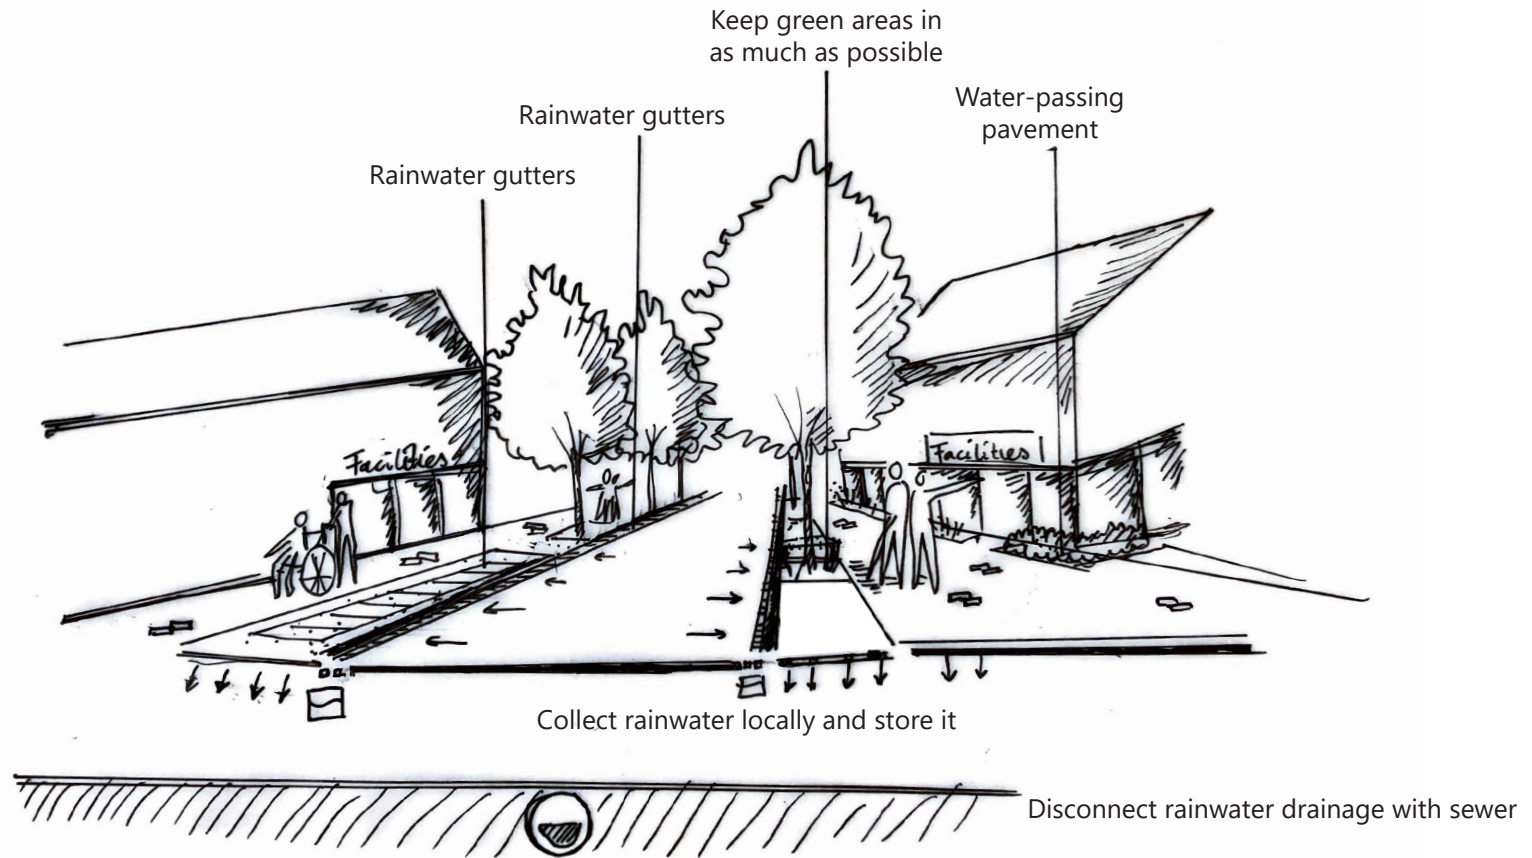 Keep green areas in
as much as possible
Water-passing
pavement
Rainwater gutters
Rainwater gutters
Facilities
Facilities
Collect rainwater locally and store it
Disconnect rainwater drainage with sewer